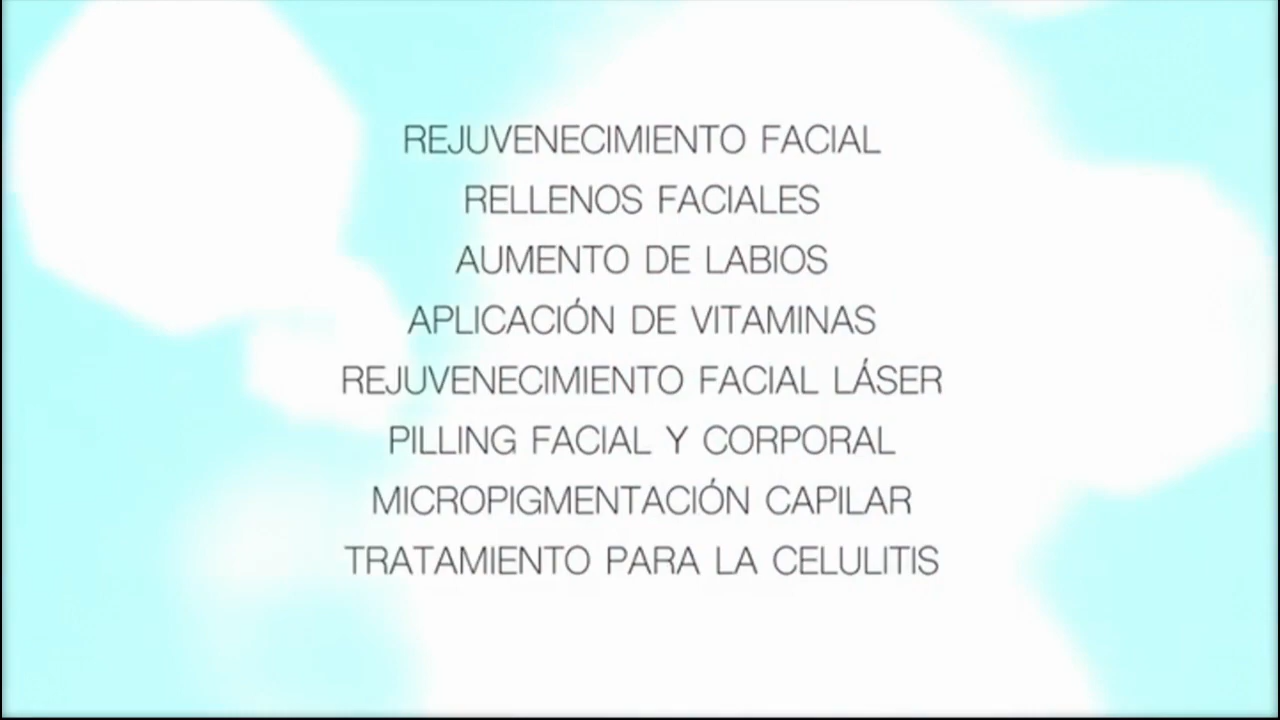 REJUVENECIMIENTO FACIAL
RELLENOS FACIALES
AUMENTO DE LABIOS
APLICACIÓN DE VITAMINAS
REJUVENECIMIENTO FACIAL LÁSER
PILLING FACIAL Y CORPORAL
MICROPIGMENTACIÓN CAPILAR
TRATAMIENTO PARA LA CELULITIS